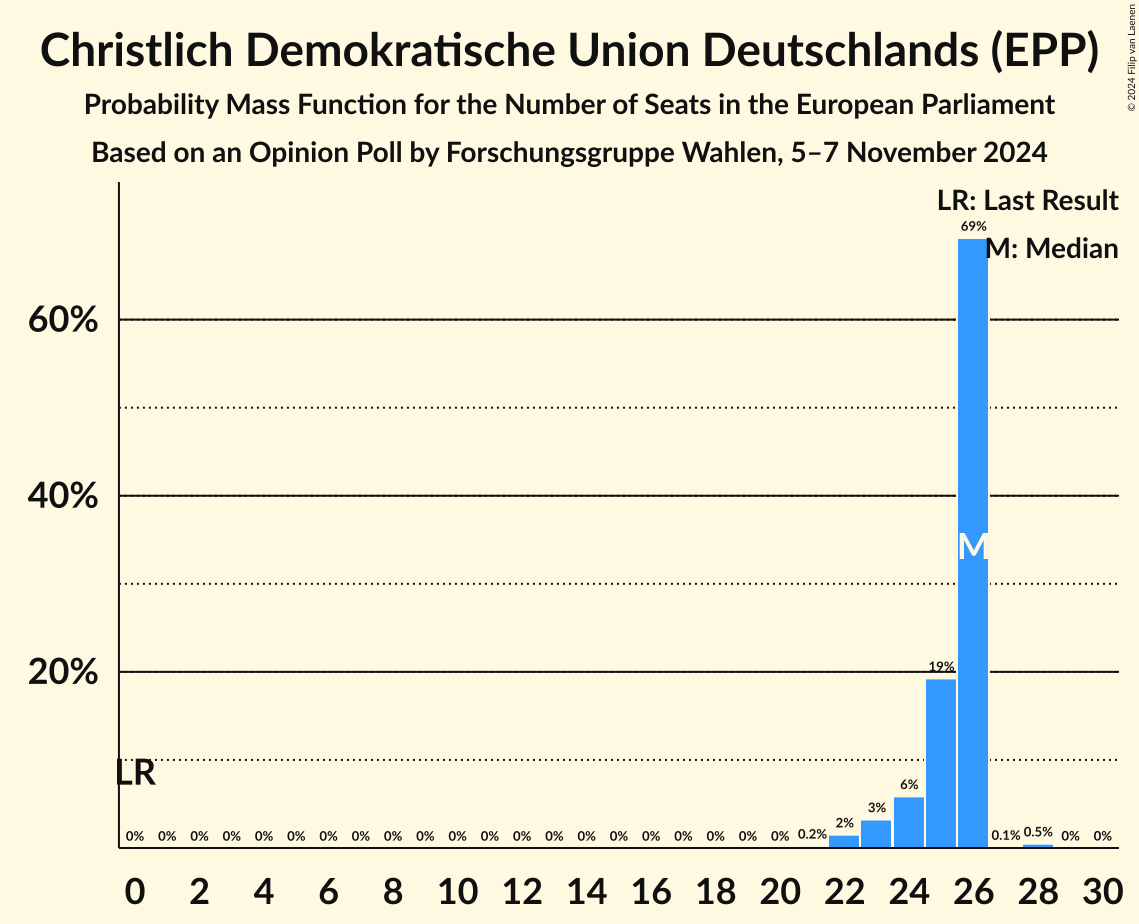 Christlich Demokratische Union Deutschlands (EPP)
Probability Mass Function for the Number of Seats in the European Parliament
Based on an Opinion Poll by Forschungsgruppe Wahlen, 5–7 November 2024
© 2024 Filip van Laenen
LR: Last Result
M: Median
69%
60%
40%
M
20%
19%
LR
6%
3%
2%
0% 0% 0% 0% 0% 0% 0% 0% 0% 0% 0% 0% 0% 0% 0% 0% 0% 0% 0% 0% 0% 0.2% 0.1% 0.5% 0% 0%
0 2 4 6 8 10 12 14 16 18 20 22 24 26 28 30